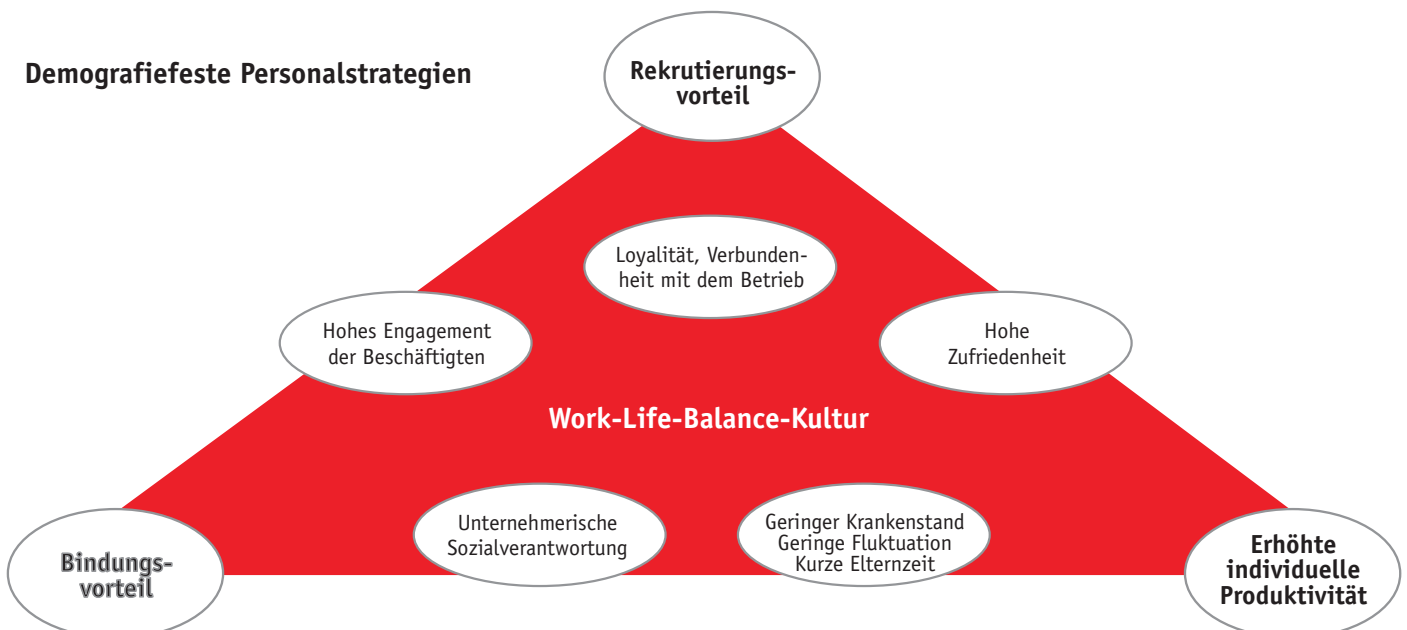 Demografiefeste Personalstrategien
Rekrutierungs-
vorteil
Loyalität, Verbunden-
heit mit dem Betrieb
Hohes Engagement
der Beschäftigten
Hohe
Zufriedenheit
Work-Life-Balance-Kultur
Unternehmerische
Sozialverantwortung
Geringer Krankenstand
Geringe Fluktuation
Kurze Elternzeit
Bindungs-
vorteil
Erhöhte
individuelle
Produktivität